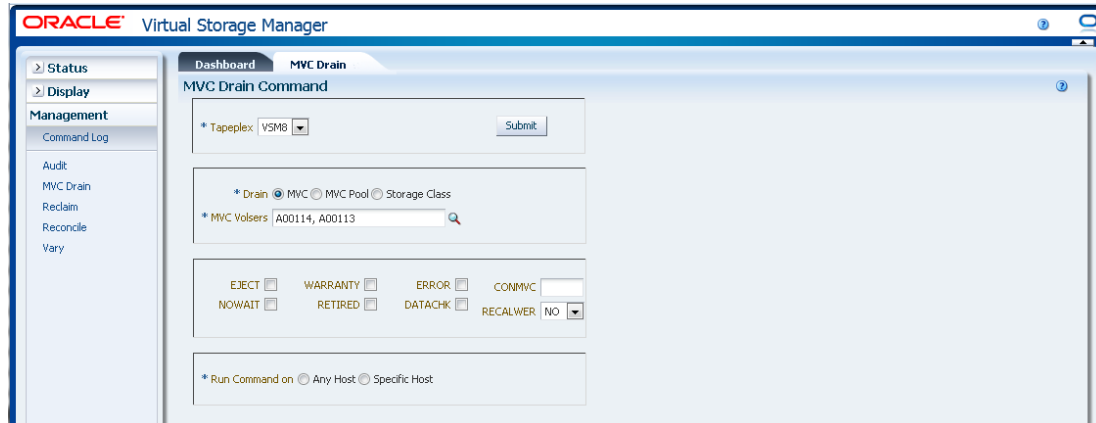 ORACLE Virtual Storage Manager
Status
Display
Management
Command Log
Audit
MVC Drain
Reclaim
Reconcile
Vary
Dashboard MVC Drain
MVC Drain Command
* Tapeplex VSM8 Submit
* Drain MVC MVC Pool Storage Class
* MVC Volsers A00114, A00113
EJECT WARRANTY ERROR CONMVC
NOWAIT RETIRED DATACHK RECALWER NO
* Run Command on Any Host Specific Host